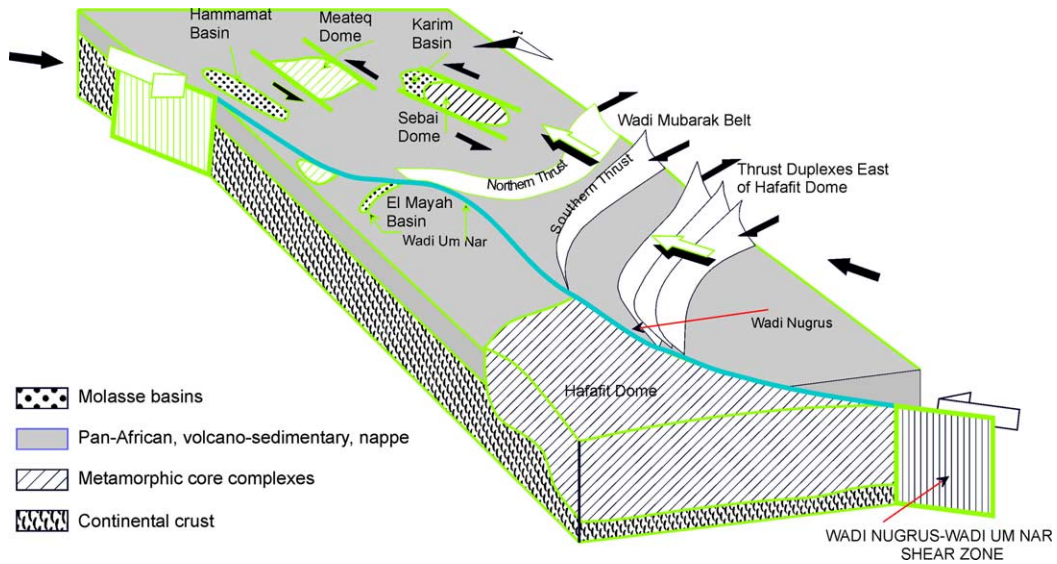 Hammamat
Basin
Meateq
Dome
Karim
Basin
Sebai
Dome
Wadi Mubarak Belt
Thrust Duplexes East
of Hafafit Dome
Northern Thrust
Southern Thrust
El Mayah
Basin
Wadi Um Nar
Wadi Nugrus
Hafafit Dome
Molasse basins
Pan-African, volcano-sedimentary, nappe
Metamorphic core complexes
Continental crust
WADI NUGRUS-WADI UM NAR
SHEAR ZONE